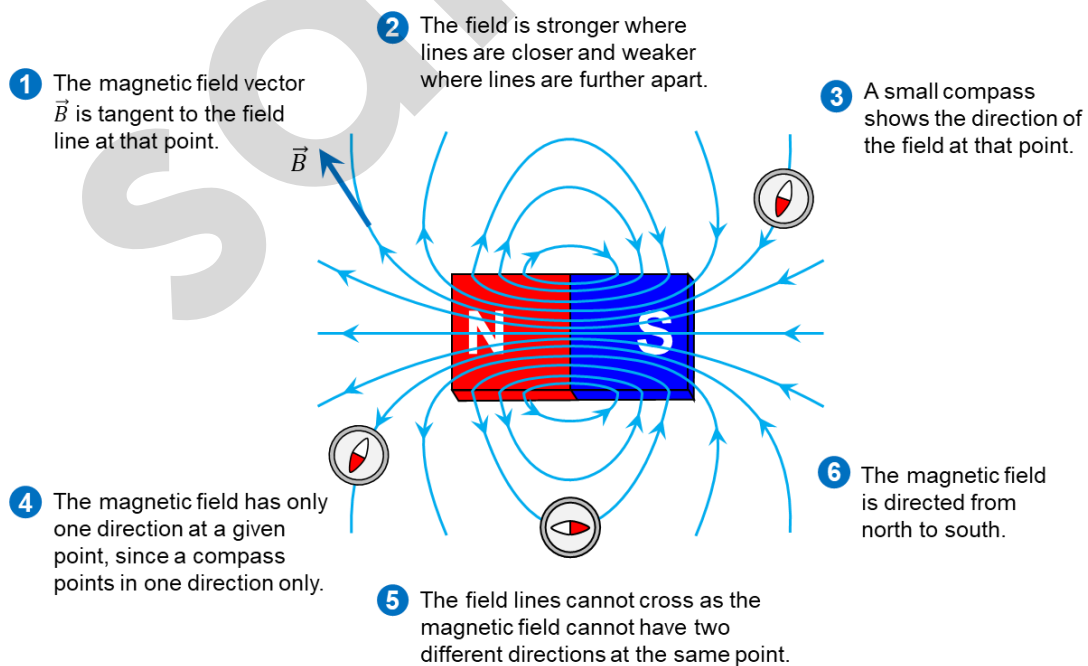 1 The magnetic field vector
B⃗ is tangent to the field
line at that point.
2 The field is stronger where
lines are closer and weaker
where lines are further apart.
3 A small compass
shows the direction of
the field at that point.
B⃗
N S
4 The magnetic field has only
one direction at a given
point, since a compass
points in one direction only.
5 The field lines cannot cross as the
magnetic field cannot have two
different directions at the same point.
6 The magnetic field
is directed from
north to south.